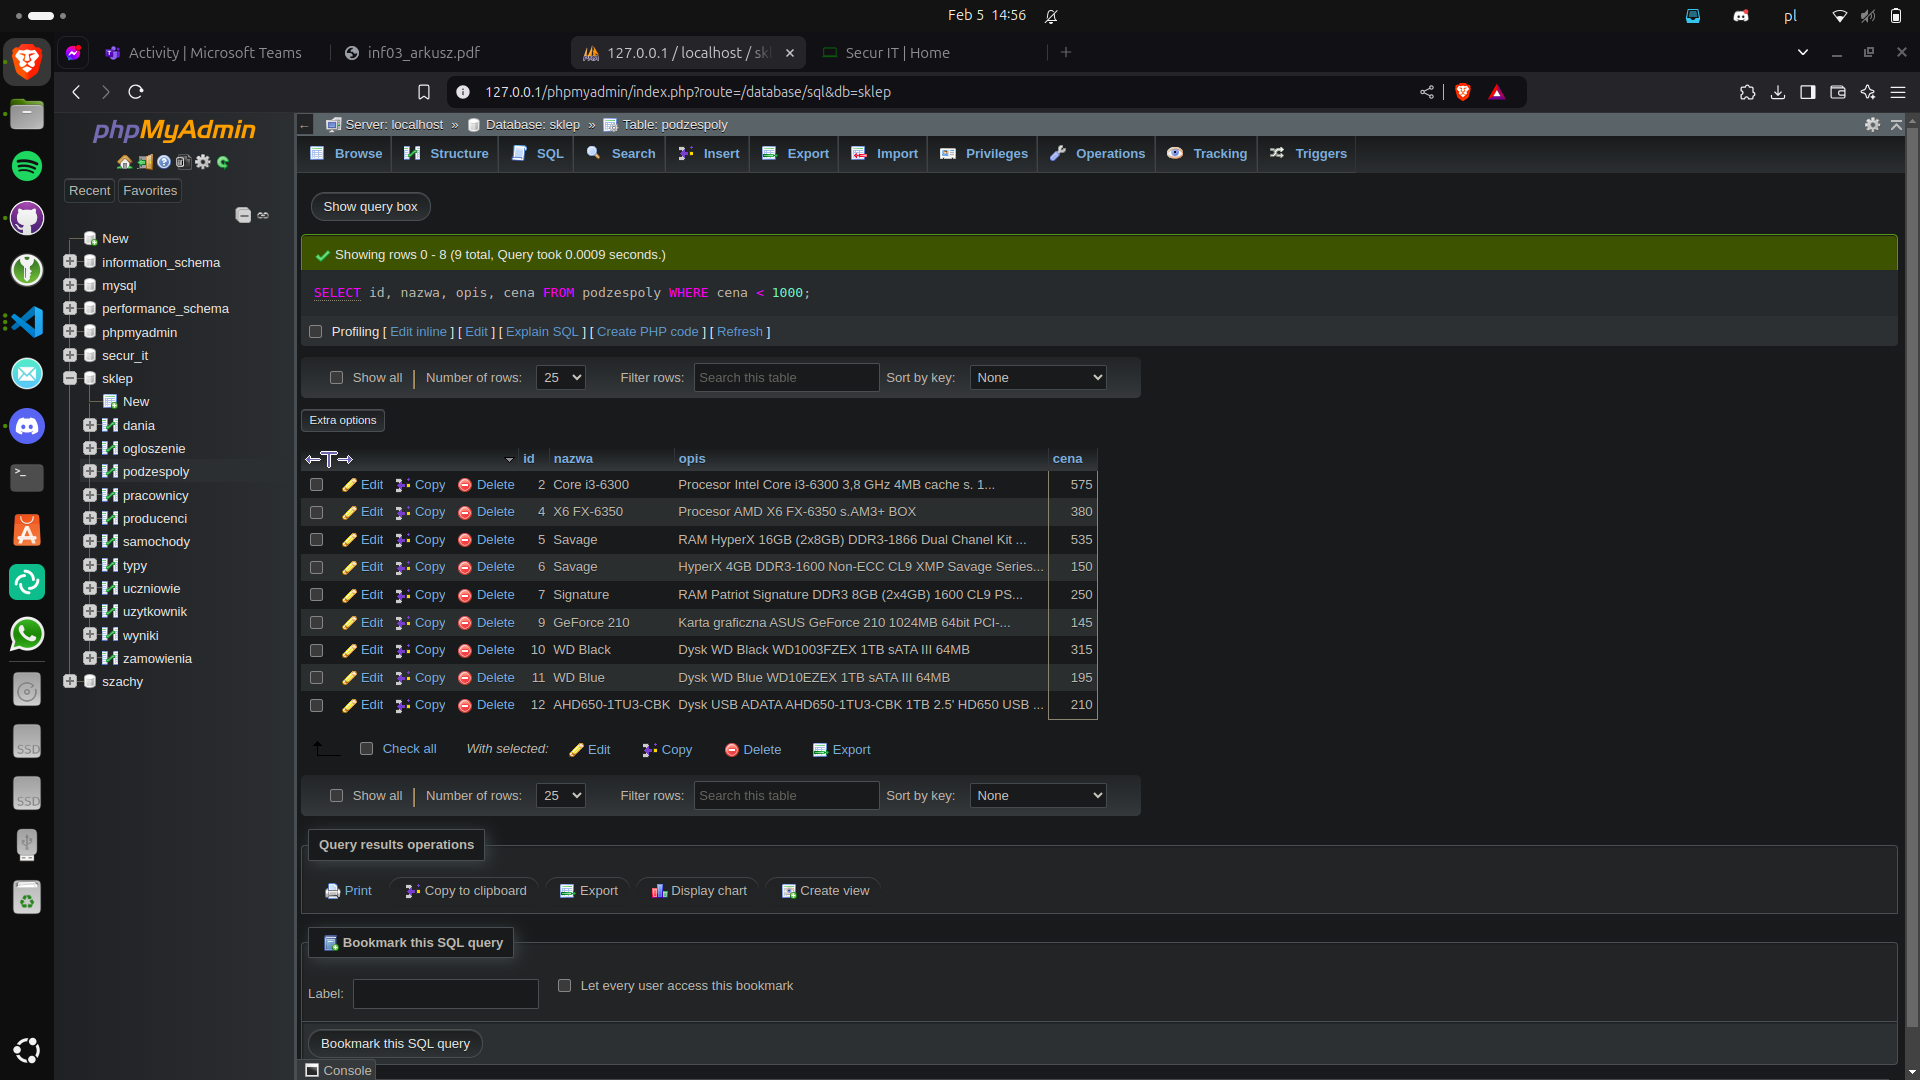 Feb 5 14:56
pl
Activity | Microsoft Teams
inf03_arkusz.pdf
127.0.0.1 / localhost / skl
Secur IT | Home
127.0.0.1/phpmyadmin/index.php?route=/database/sql&db=sklep
phpMyAdmin
Recent
Favorites
New
information_schema
mysql
performance_schema
phpmyadmin
secur_it
sklep
New
dania
ogloszenie
podzespoly
pracownicy
producenci
samochody
typy
uczniowie
uzytkownik
wyniki
zamowienia
szachy
Server: localhost » Database: sklep » Table: podzespoly
Browse Structure SQL Search Insert Export Import Privileges Operations Tracking Triggers
Show query box
Showing rows 0 - 8 (9 total, Query took 0.0009 seconds.)
SELECT id, nazwa, opis, cena FROM podzespoly WHERE cena < 1000;
Profiling [ Edit inline ] [ Edit ] [ Explain SQL ] [ Create PHP code ] [ Refresh ]
Show all Number of rows: 25 Filter rows: Search this table Sort by key: None
Extra options
id nazwa opis cena
Edit Copy Delete 2 Core i3-6300 Procesor Intel Core i3-6300 3,8 GHz 4MB cache s. 1... 575
Edit Copy Delete 4 X6 FX-6350 Procesor AMD X6 FX-6350 s.AM3+ BOX 380
Edit Copy Delete 5 Savage RAM HyperX 16GB (2x8GB) DDR3-1866 Dual Chanel Kit ... 535
Edit Copy Delete 6 Savage HyperX 4GB DDR3-1600 Non-ECC CL9 XMP Savage Series... 150
Edit Copy Delete 7 Signature RAM Patriot Signature DDR3 8GB (2x4GB) 1600 CL9 PS... 250
Edit Copy Delete 9 GeForce 210 Karta graficzna ASUS GeForce 210 1024MB 64bit PCI-... 145
Edit Copy Delete 10 WD Black Dysk WD Black WD1003FZEX 1TB sATA III 64MB 315
Edit Copy Delete 11 WD Blue Dysk WD Blue WD10EZEX 1TB sATA III 64MB 195
Edit Copy Delete 12 AHD650-1TU3-CBK Dysk USB ADATA AHD650-1TU3-CBK 1TB 2.5' HD650 USB ... 210
Check all With selected: Edit Copy Delete Export
Show all Number of rows: 25 Filter rows: Search this table Sort by key: None
Query results operations
Print Copy to clipboard Export Display chart Create view
Bookmark this SQL query
Label:
Let every user access this bookmark
Bookmark this SQL query
Console
SSD
SSD